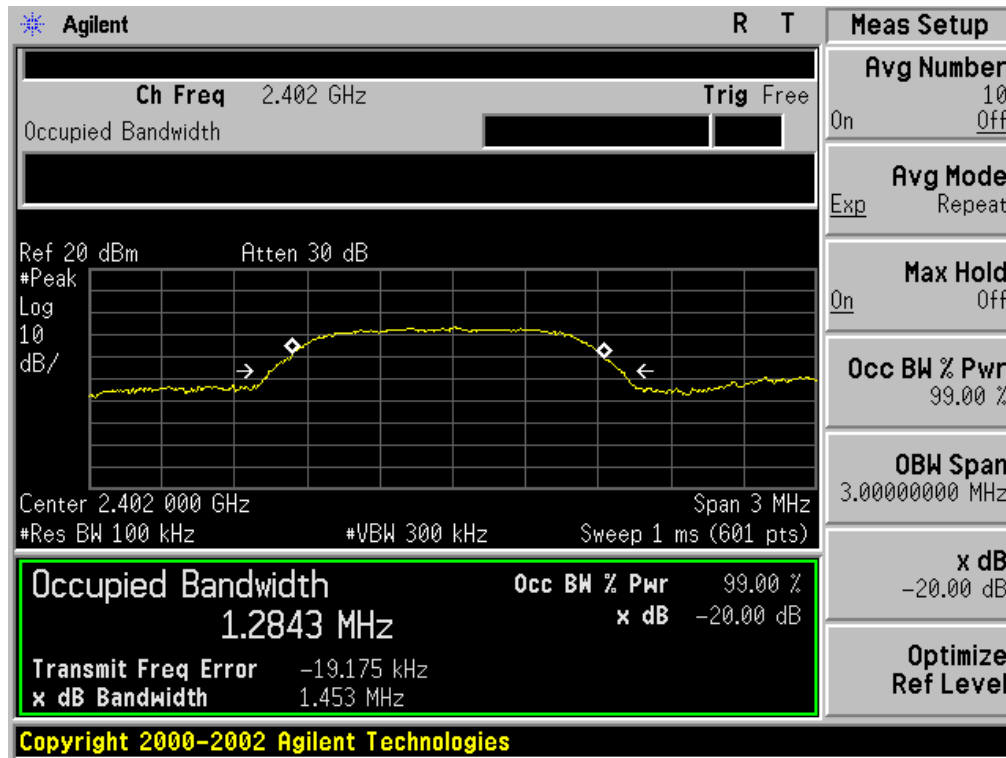 Agilent R T
Ch Freq 2.402 GHz Trig Free
Occupied Bandwidth
Ref 20 dBm Atten 30 dB
#Peak
Log
10
dB/
Center 2.402 000 GHz Span 3 MHz
#Res BW 100 kHz #VBW 300 kHz Sweep 1 ms (601 pts)
Occupied Bandwidth Occ BW % Pwr 99.00 %
1.2843 MHz x dB -20.00 dB
Transmit Freq Error -19.175 kHz
x dB Bandwidth 1.453 MHz
Copyright 2000-2002 Agilent Technologies
Meas Setup
Avg Number
10
On Off
Avg Mode
Exp Repeat
Max Hold
On Off
Occ BW % Pwr
99.00 %
OBW Span
3.00000000 MHz
x dB
-20.00 dB
Optimize
Ref Level